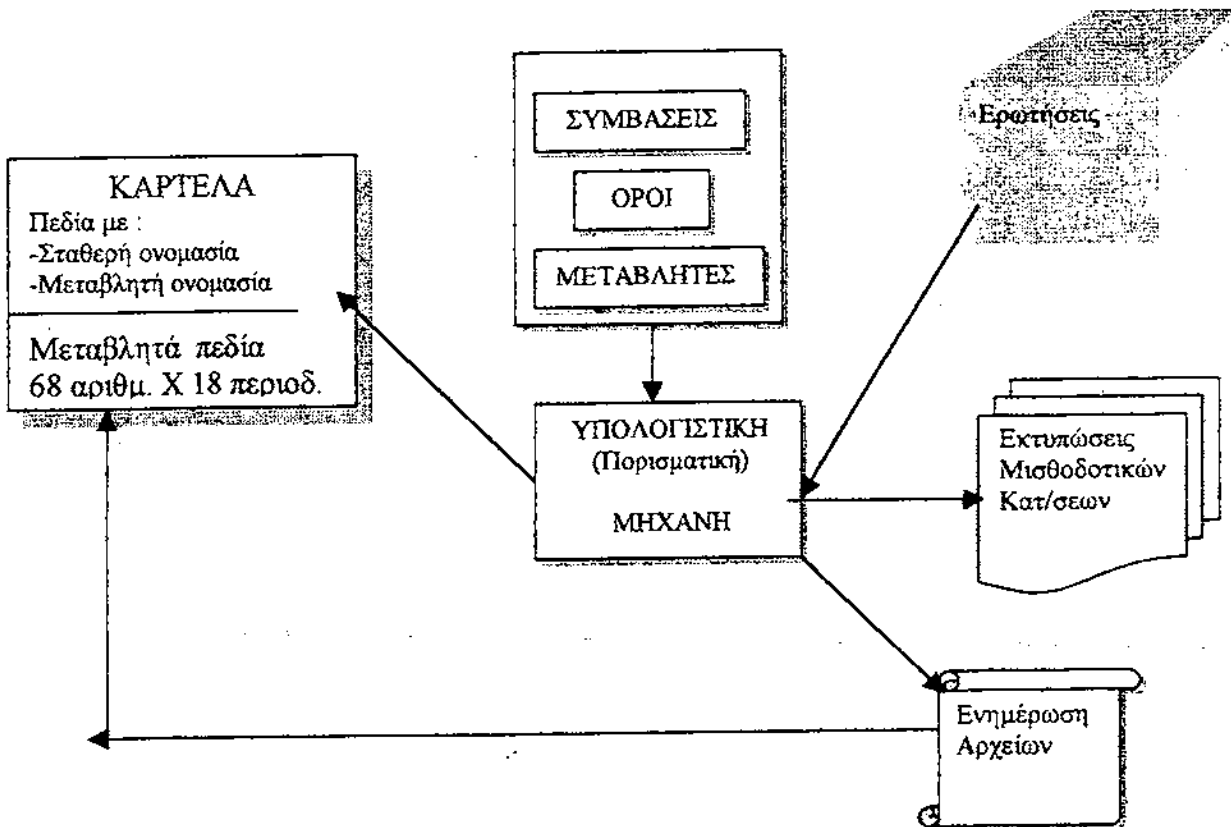 ΣΥΜΒΑΣΕΙΣ
ΟΡΟΙ
ΜΕΤΑΒΛΗΤΕΣ
Ερωτήσεις
ΚΑΡΤΕΛΑ
Πεδία με :
-Σταθερή ονομασία
-Μεταβλητή ονομασία
Μεταβλητά πεδία
68 αριθμ. Χ 18 περιοδ.
ΥΠΟΛΟΓΙΣΤΙΚΗ
(Πορισματική)
ΜΗΧΑΝΗ
Εκτυπώσεις
Μισθοδοτικών
Κατ/σεων
Ενημέρωση
Αρχείων